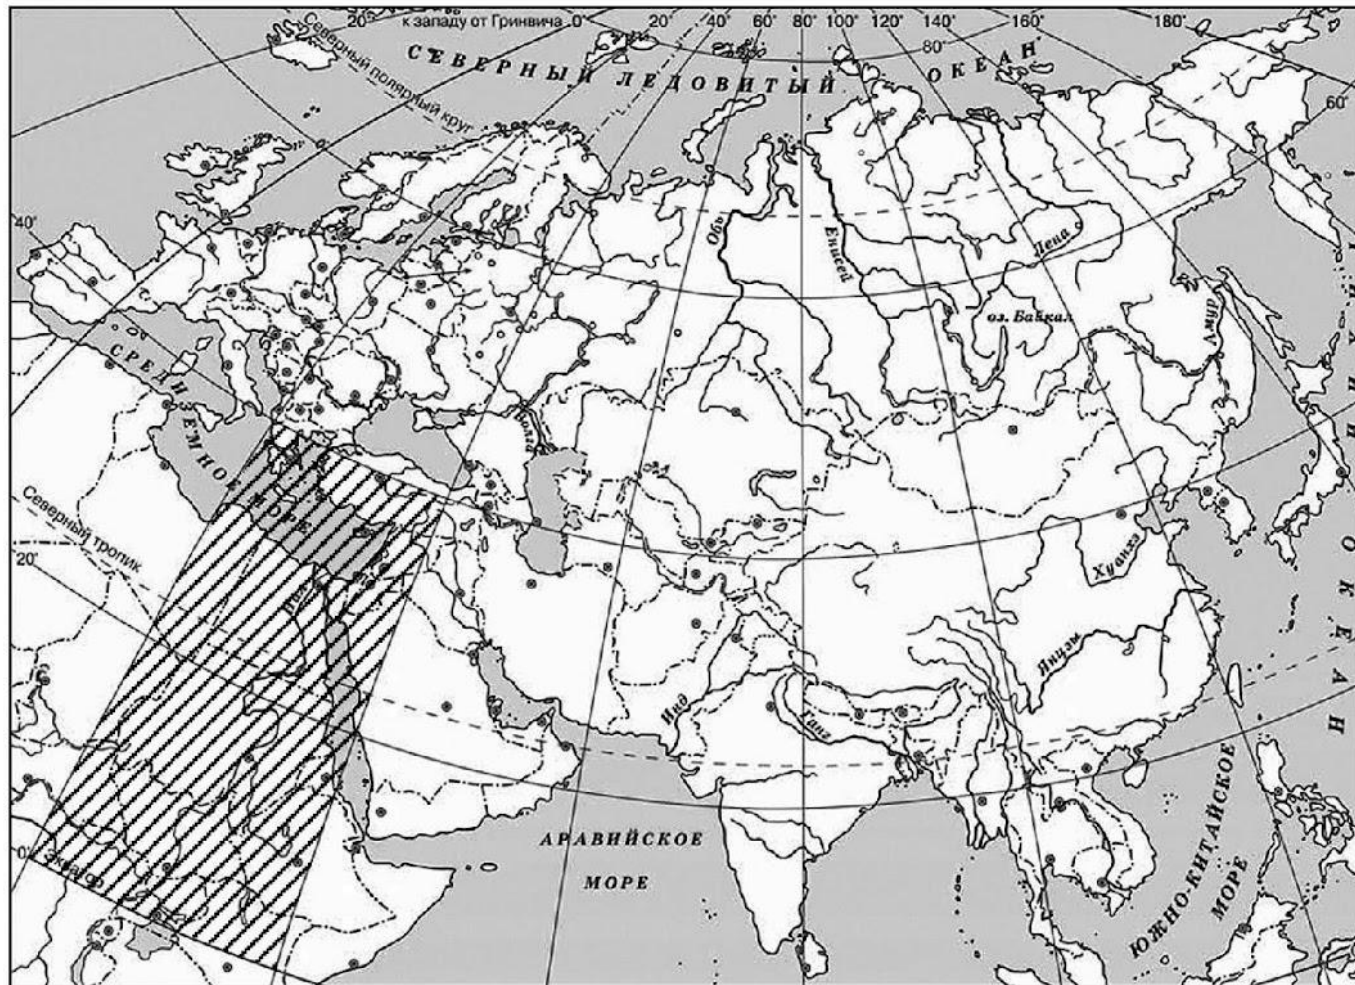 20°
к западу от Гринвича
0°
20°
40°
60°
80°
100°
120°
140°
160°
180°
Северный полярный круг
СЕВЕРНЫЙ ЛЕДОВИТЫЙ ОКЕАН
80°
60°
40°
Обь
Енисей
Лена
оз. Байкал
Амур
СРЕДИЗЕМНОЕ МОРЕ
Волга
Северный тропик
20°
Хуанхэ
Янцзы
Инд
Ганг
АРАВИЙСКОЕ
МОРЕ
ЮЖНО-КИТАЙСКОЕ
МОРЕ
ОКЕАН
0°
Экватор